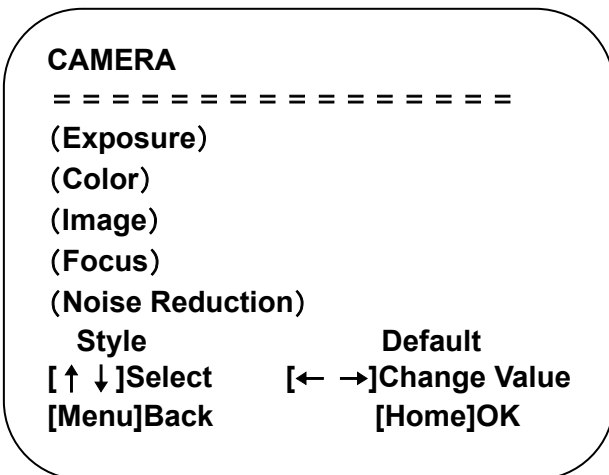 CAMERA
= = = = = = = = = = = = = = = =
（Exposure）
（Color）
（Image）
（Focus）
（Noise Reduction）
Style Default
[↑ ↓]Select [← →]Change Value
[Menu]Back [Home]OK